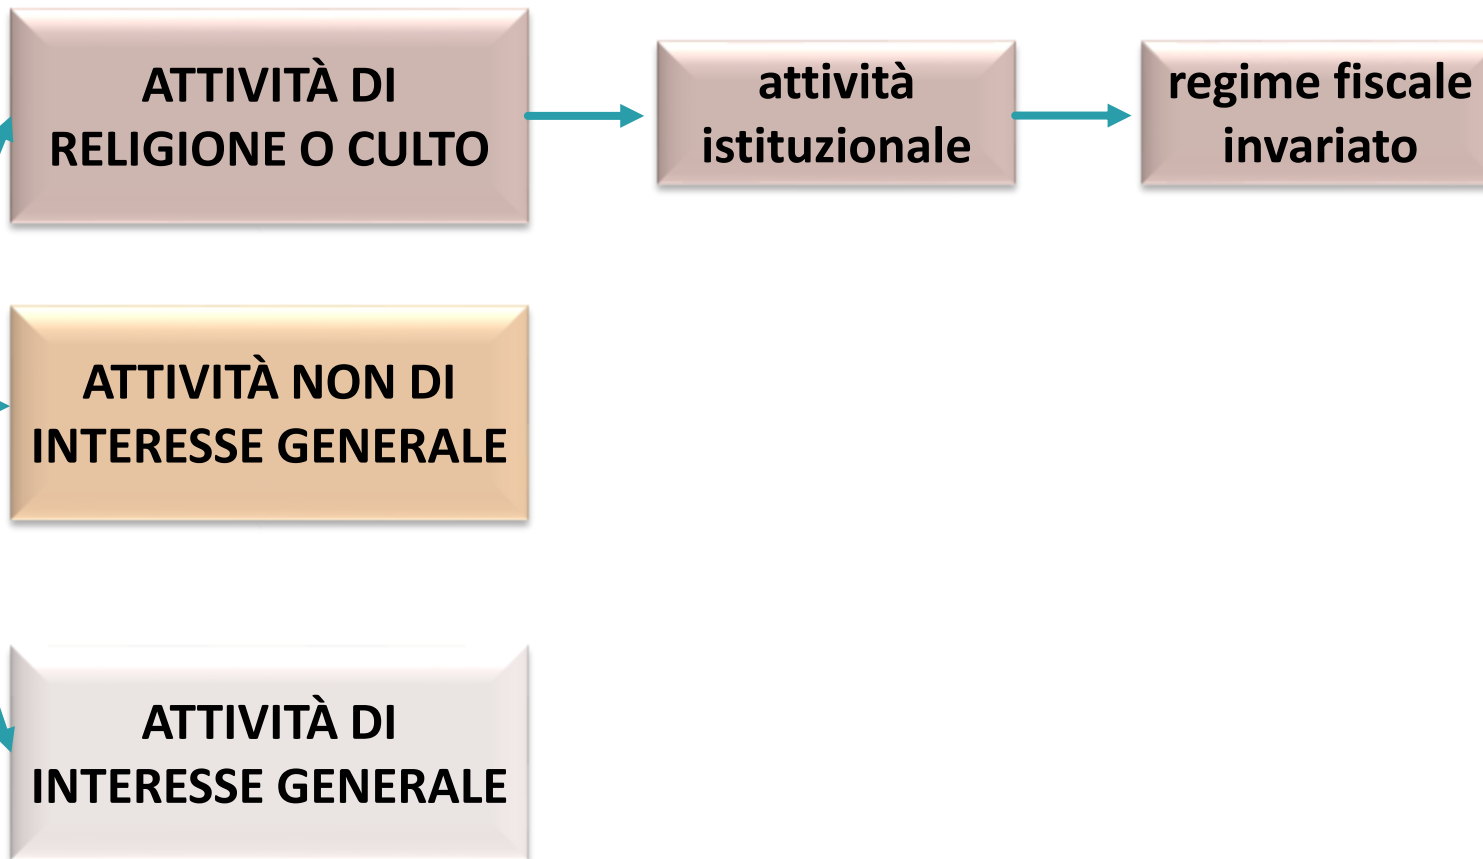 ATTIVITÀ DI
RELIGIONE O CULTO
attività
istituzionale
regime fiscale
invariato
ATTIVITÀ NON DI
INTERESSE GENERALE
ATTIVITÀ DI
INTERESSE GENERALE